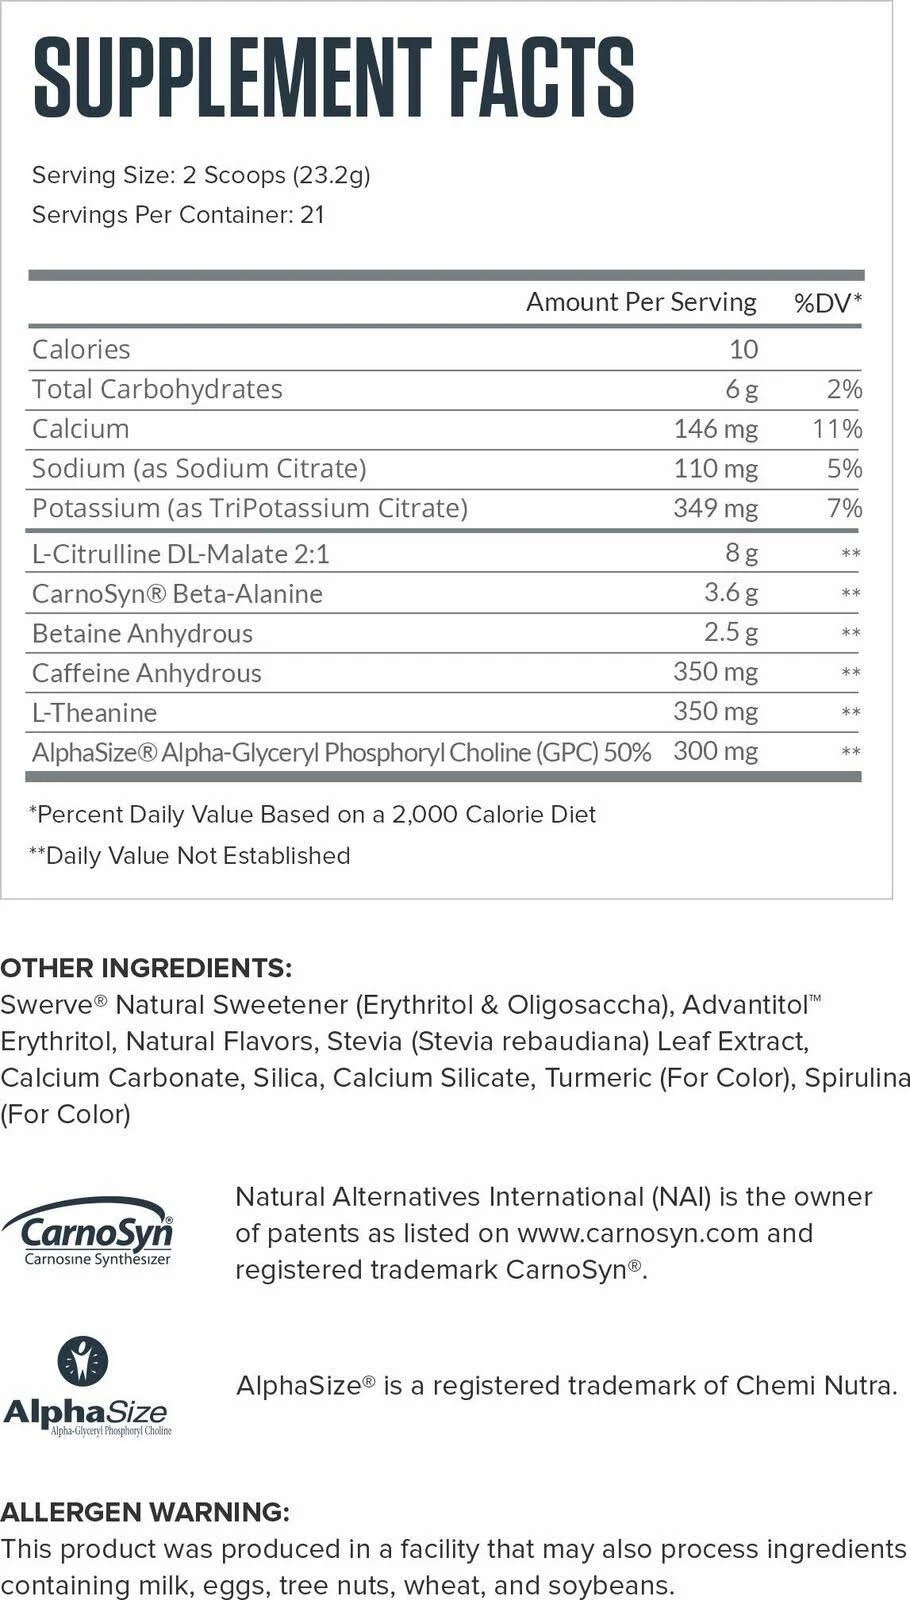 SUPPLEMENT FACTS
Serving Size: 2 Scoops (23.2g)
Servings Per Container: 21
Amount Per Serving %DV*
Calories 10
Total Carbohydrates 6 g 2%
Calcium 146 mg 11%
Sodium (as Sodium Citrate) 110 mg 5%
Potassium (as TriPotassium Citrate) 349 mg 7%
L-Citrulline DL-Malate 2:1 8 g **
CarnoSyn® Beta-Alanine 3.6 g **
Betaine Anhydrous 2.5 g **
Caffeine Anhydrous 350 mg **
L-Theanine 350 mg **
AlphaSize® Alpha-Glyceryl Phosphoryl Choline (GPC) 50% 300 mg **
*Percent Daily Value Based on a 2,000 Calorie Diet
**Daily Value Not Established
OTHER INGREDIENTS:
Swerve® Natural Sweetener (Erythritol & Oligosaccha), Advantitol™
Erythritol, Natural Flavors, Stevia (Stevia rebaudiana) Leaf Extract,
Calcium Carbonate, Silica, Calcium Silicate, Turmeric (For Color), Spirulina
(For Color)
CarnoSyn®
Carnosine Synthesizer
Natural Alternatives International (NAI) is the owner
of patents as listed on www.carnosyn.com and
registered trademark CarnoSyn®.
AlphaSize
Alpha-Glyceryl Phosphoryl Choline
AlphaSize® is a registered trademark of Chemi Nutra.
ALLERGEN WARNING:
This product was produced in a facility that may also process ingredients
containing milk, eggs, tree nuts, wheat, and soybeans.